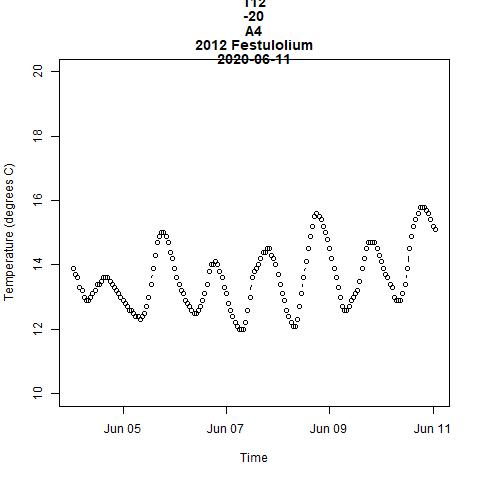 T12
-20
A4
2012 Festulolium
2020-06-11
20
18
16
14
12
10
Temperature (degrees C)
Jun 05 Jun 07 Jun 09 Jun 11
Time